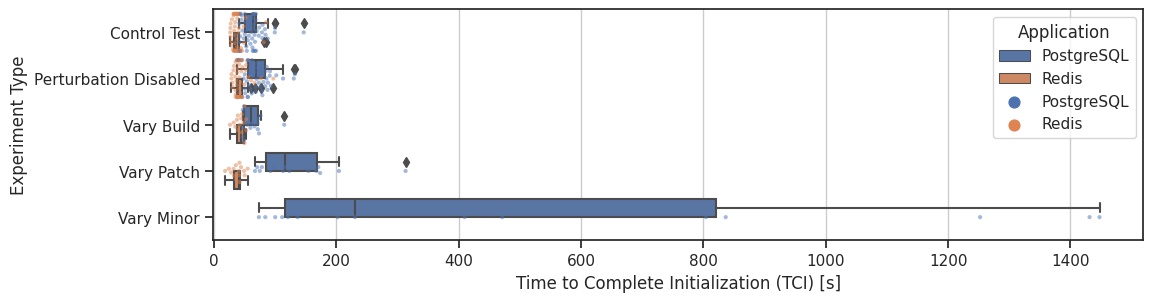 Experiment Type
Control Test
Perturbation Disabled
Vary Build
Vary Patch
Vary Minor
Application
PostgreSQL
Redis
PostgreSQL
Redis
0 200 400 600 800 1000 1200 1400
Time to Complete Initialization (TCI) [s]